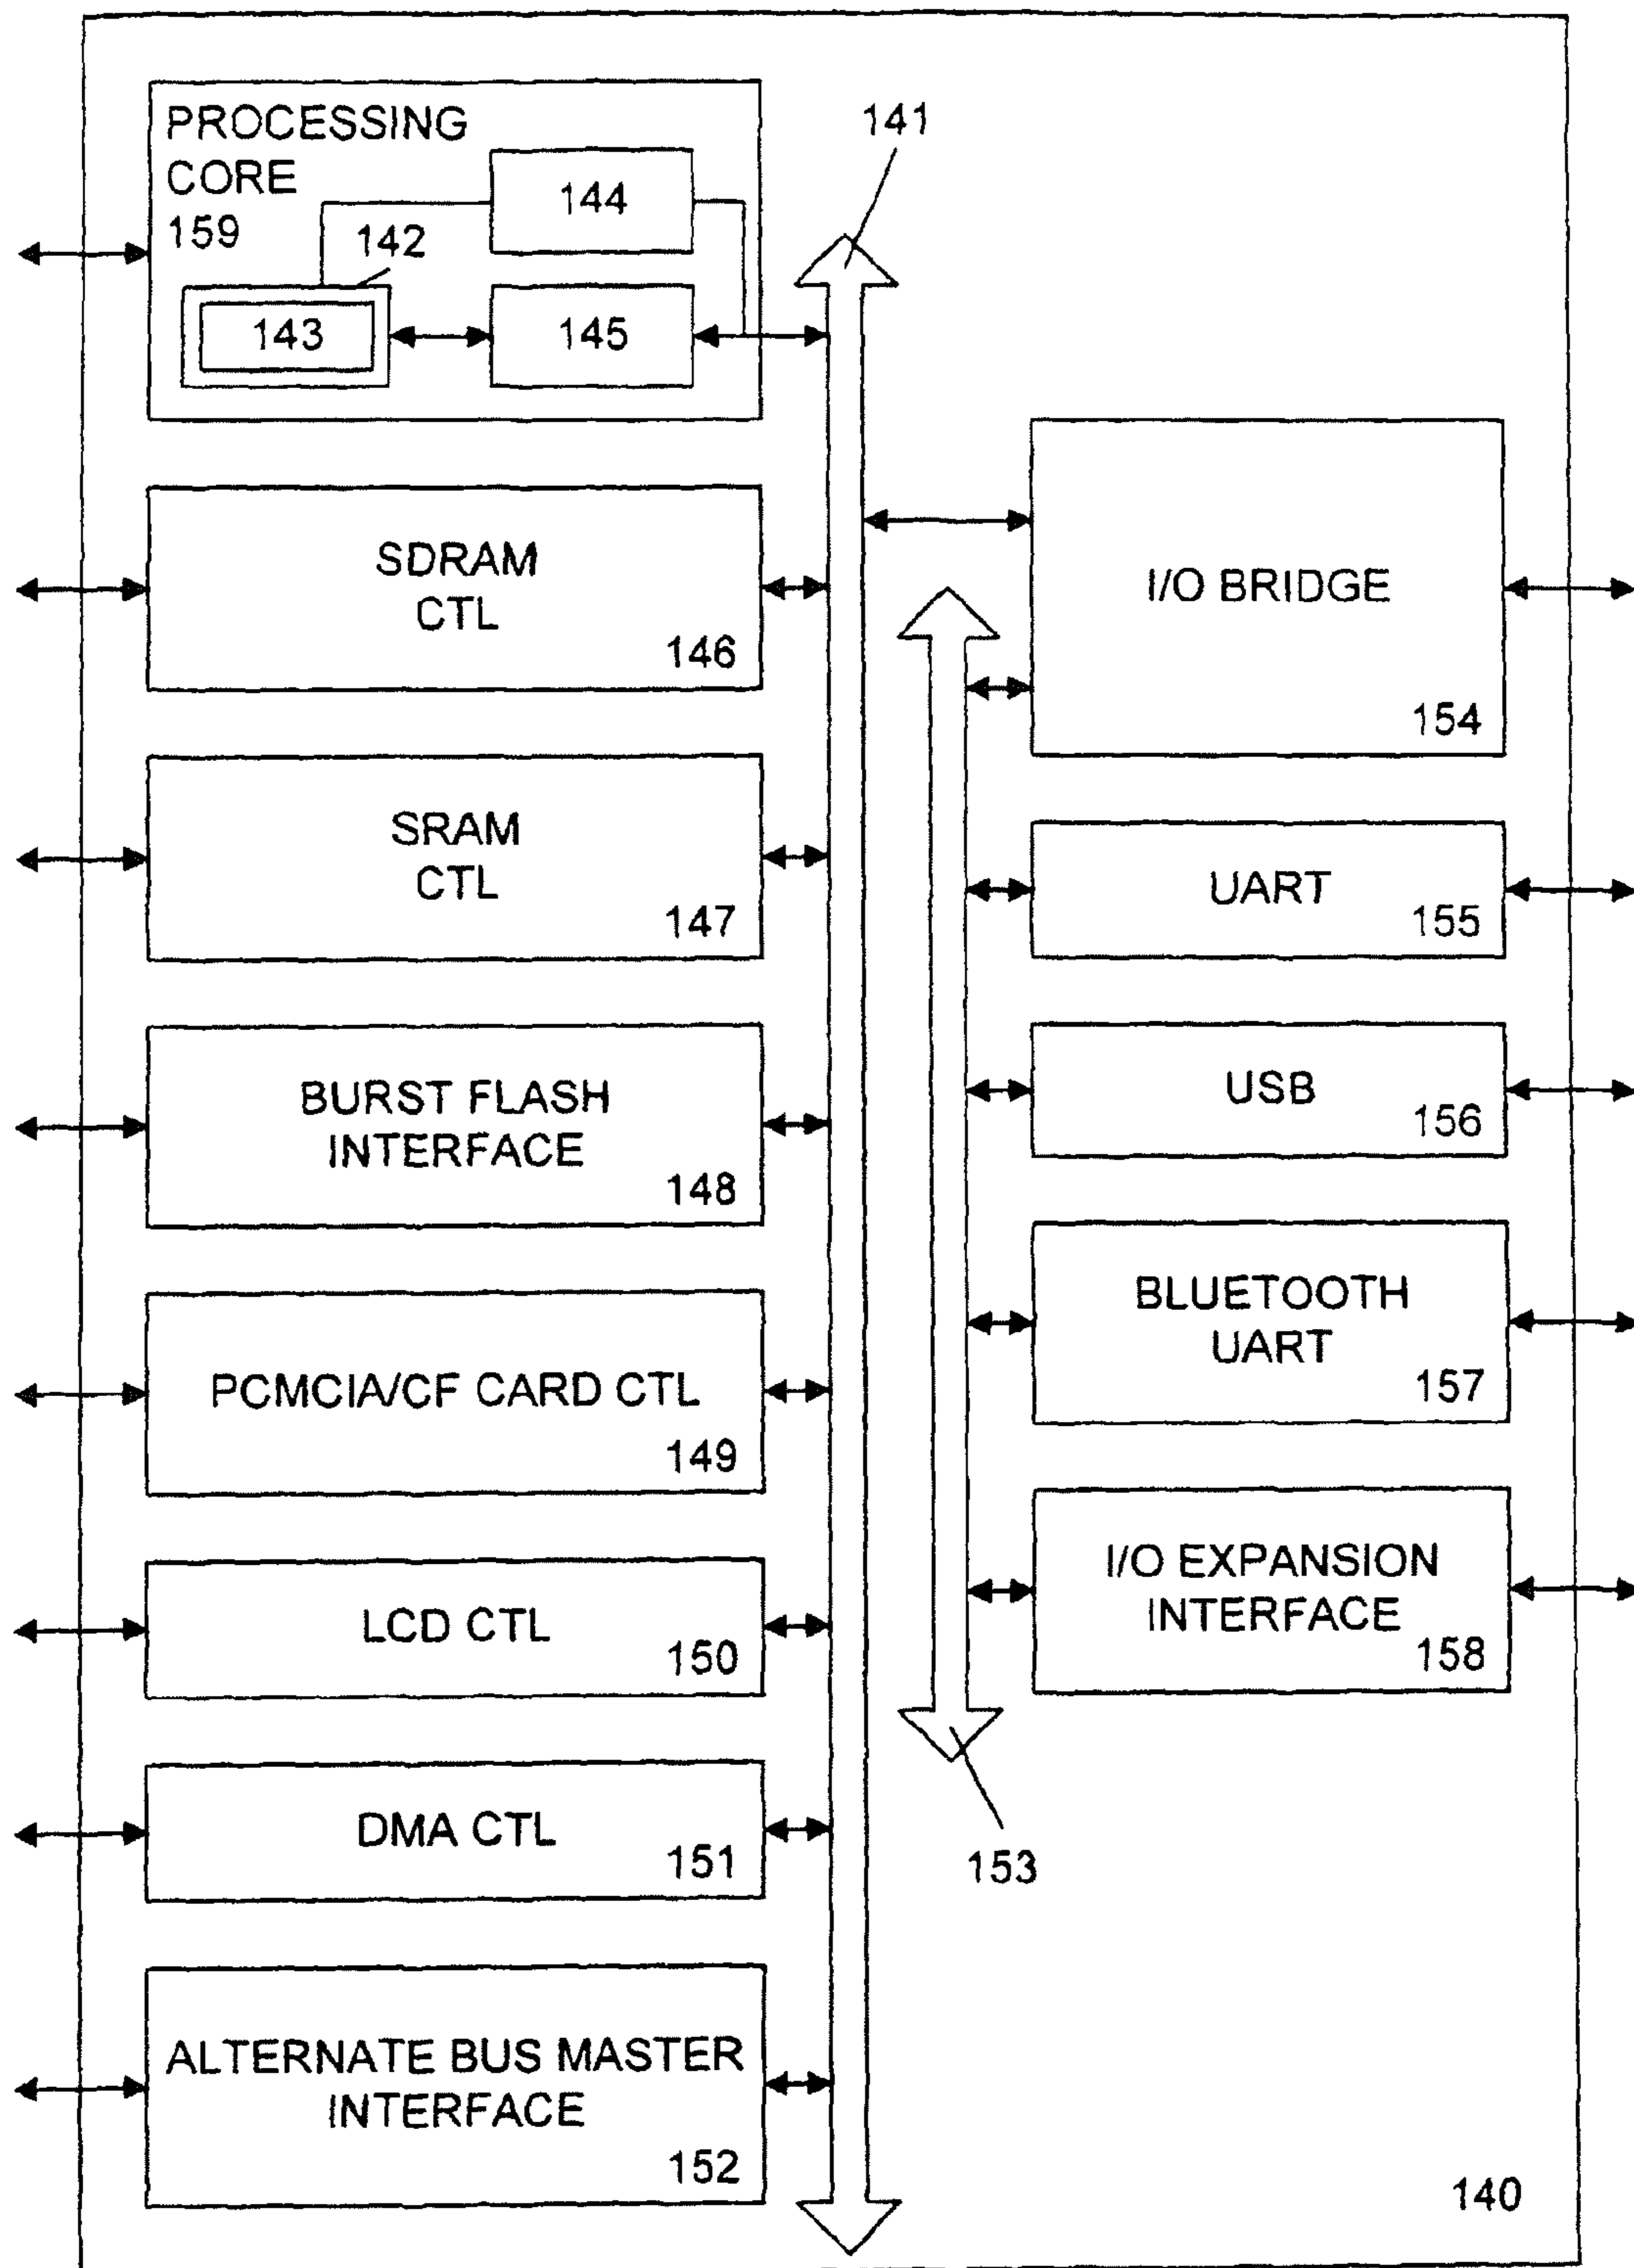 PROCESSING
CORE
159
144
142
143
145
141
SDRAM
CTL
146
SRAM
CTL
147
BURST FLASH
INTERFACE
148
PCMCIA/CF CARD CTL
149
LCD CTL
150
DMA CTL
151
ALTERNATE BUS MASTER
INTERFACE
152
I/O BRIDGE
154
UART
155
USB
156
BLUETOOTH
UART
157
I/O EXPANSION
INTERFACE
158
153
140